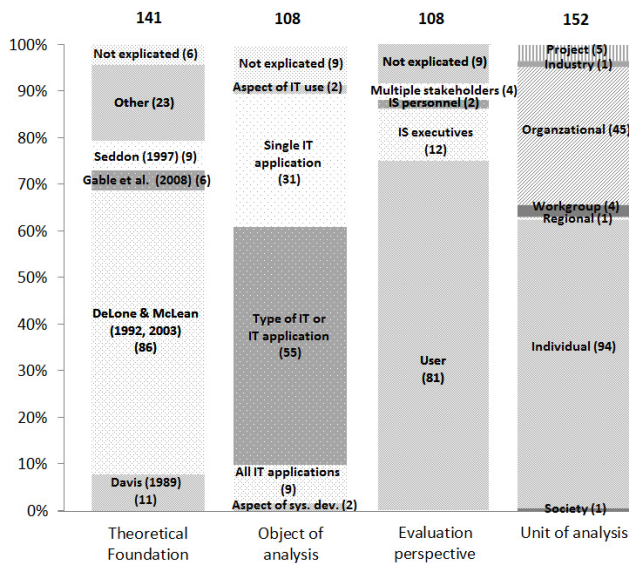 141 108 108 152
100%
90%
80%
70%
60%
50%
40%
30%
20%
10%
0%
Not explicated (6)
Other (23)
Seddon (1997) (9)
Gable et al. (2008) (6)
DeLone & McLean
(1992, 2003)
(86)
Davis (1989)
(11)
Not explicated (9)
Aspect of IT use (2)
Single IT
application
(31)
Type of IT or
IT application
(55)
All IT applications
(9)
Aspect of sys. dev. (2)
Not explicated (9)
Multiple stakeholders (4)
IS personnel (2)
IS executives
(12)
User
(81)
Project (5)
Industry (1)
Organzational (45)
Workgroup (4)
Regional (1)
Individual (94)
Society (1)
Theoretical
Foundation
Object of
analysis
Evaluation
perspective
Unit of analysis